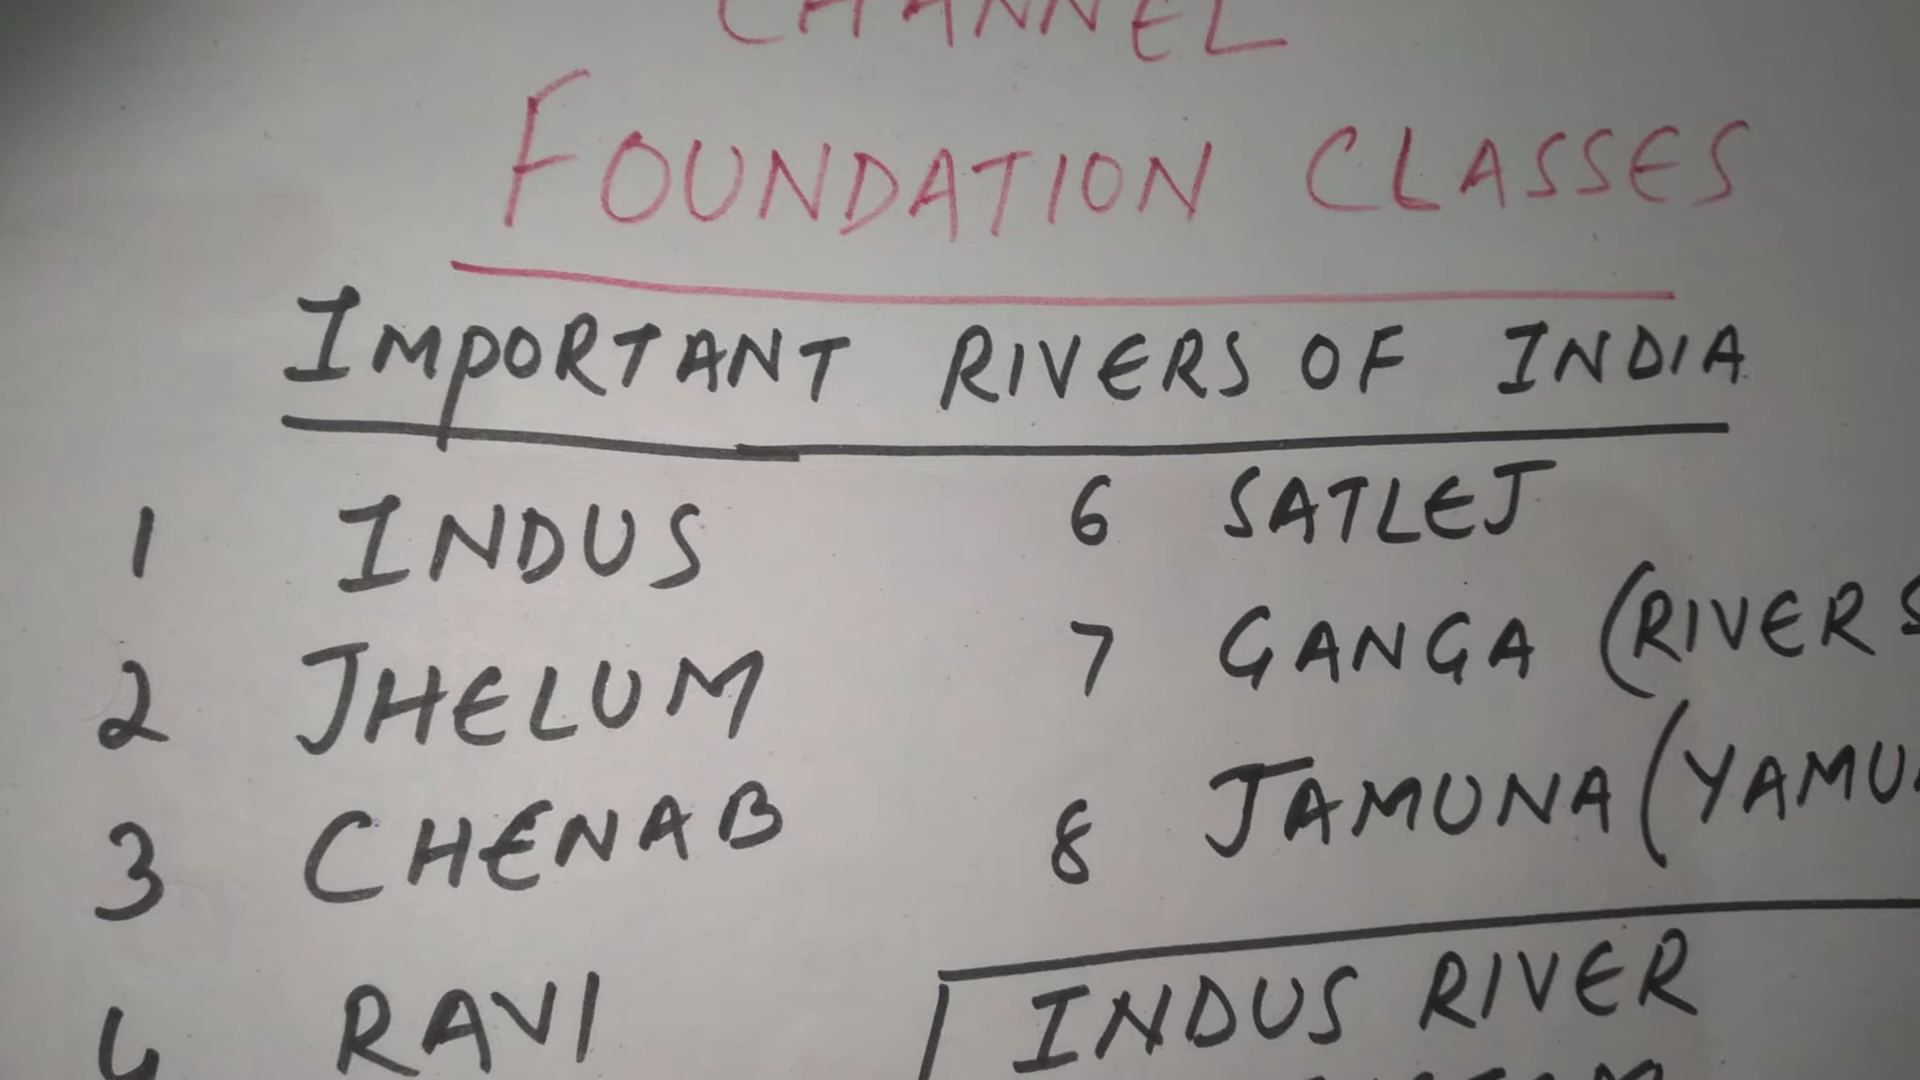 CHANNEL
FOUNDATION CLASSES
IMPORTANT RIVERS OF INDIA
1 INDUS
2 JHELUM
3 CHENAB
4 RAVI
6 SATLEJ
7 GANGA (RIVER
8 JAMUNA (YAMU
INDUS RIVER